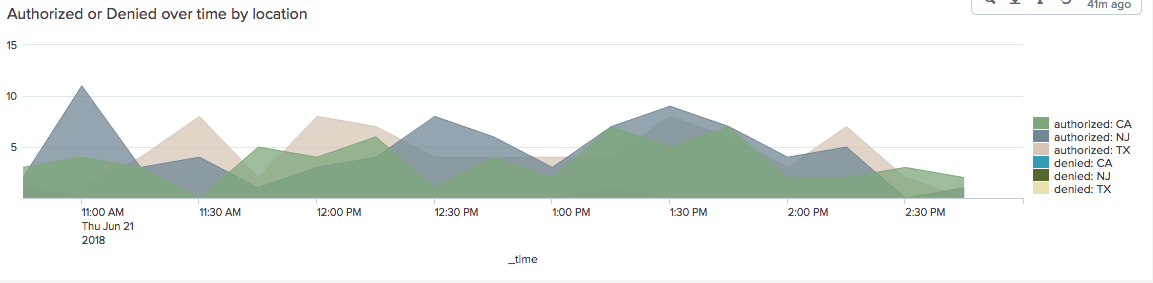 Authorized or Denied over time by location
41m ago
15
10
5
authorized: CA
authorized: NJ
authorized: TX
denied: CA
denied: NJ
denied: TX
11:00 AM 11:30 AM 12:00 PM 12:30 PM 1:00 PM 1:30 PM 2:00 PM 2:30 PM
Thu Jun 21
2018
_time